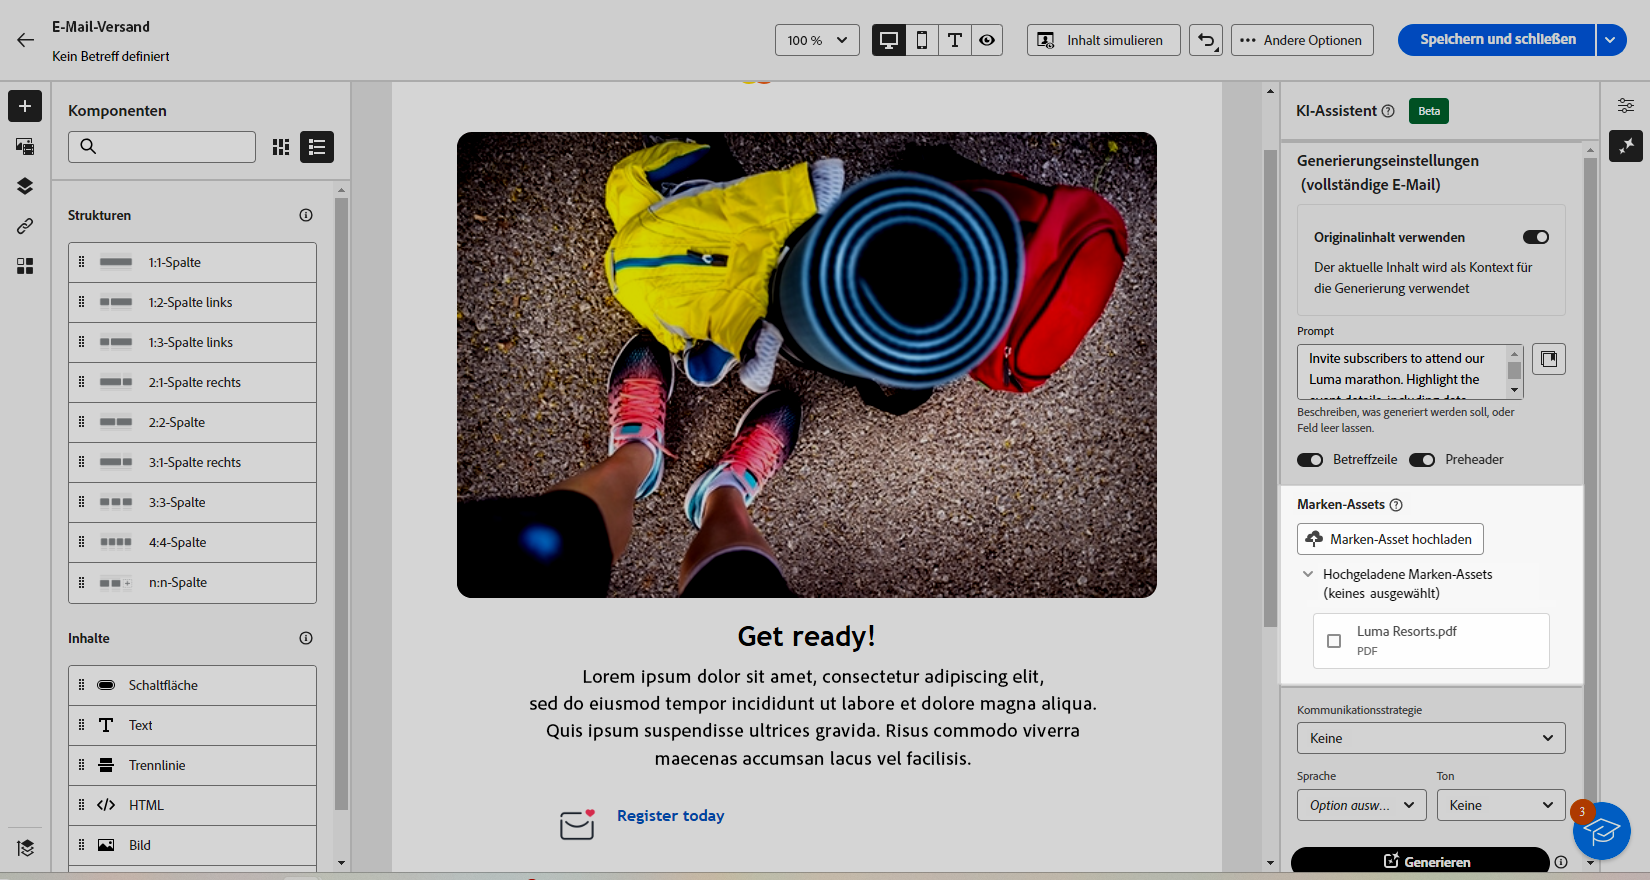 E-Mail-Versand
Kein Betreff definiert
100 %
Inhalt simulieren
Andere Optionen
Speichern und schließen
Komponenten
Strukturen
1:1-Spalte
1:2-Spalte links
1:3-Spalte links
2:1-Spalte rechts
2:2-Spalte
3:1-Spalte rechts
3:3-Spalte
4:4-Spalte
n:n-Spalte
Inhalte
Schaltfläche
Text
Trennlinie
HTML
Bild
Get ready!
Lorem ipsum dolor sit amet, consectetur adipiscing elit,
sed do eiusmod tempor incididunt ut labore et dolore magna aliqua.
Quis ipsum suspendisse ultrices gravida. Risus commodo viverra
maecenas accumsan lacus vel facilisis.
Register today
KI-Assistent
Beta
Generierungseinstellungen
(vollständige E-Mail)
Originalinhalt verwenden
Der aktuelle Inhalt wird als Kontext für
die Generierung verwendet
Prompt
Invite subscribers to attend our
Luma marathon. Highlight the
event details, including date
Beschreiben, was generiert werden soll, oder
Feld leer lassen.
Betreffzeile
Preheader
Marken-Assets
Marken-Asset hochladen
Hochgeladene Marken-Assets
(keines ausgewählt)
Luma Resorts.pdf
PDF
Kommunikationsstrategie
Keine
Sprache
Ton
Option ausw...
Keine
3
Generieren